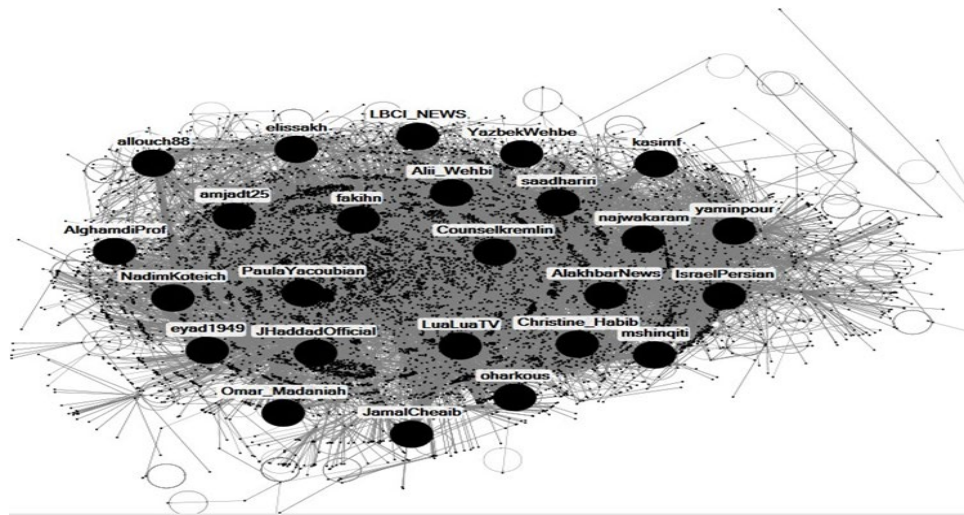 LBCI_NEWS
elissakh
YazbekWehbe
allouch88
kasimf
Alii_Wehbi
saadhariri
amjadt25
fakihn
yaminpour
najwakaram
AlghamdiProf
Counselkremlin
NadimKoteich
PaulaYacoubian
AlakhbarNews
IsraelPersian
eyad1949
JHaddadOfficial
LuaLuaTV
Christine_Habib
mshinqiti
oharkous
Omar_Madaniah
JamalCheaib